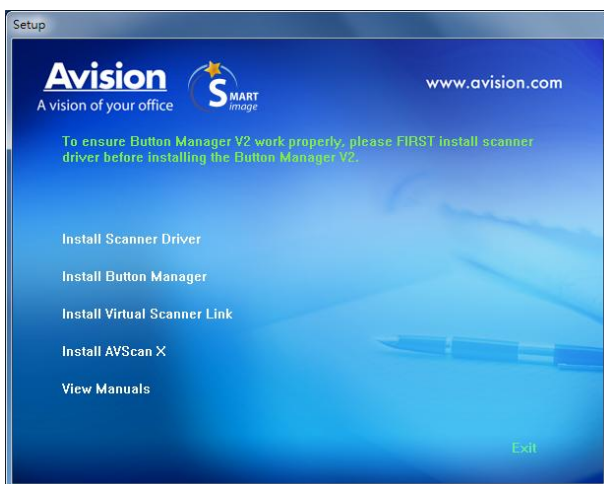 Setup
Avision
A vision of your office
SMART
image
www.avision.com
To ensure Button Manager V2 work properly, please FIRST install scanner
driver before installing the Button Manager V2.
Install Scanner Driver
Install Button Manager
Install Virtual Scanner Link
Install AVScan X
View Manuals
Exit